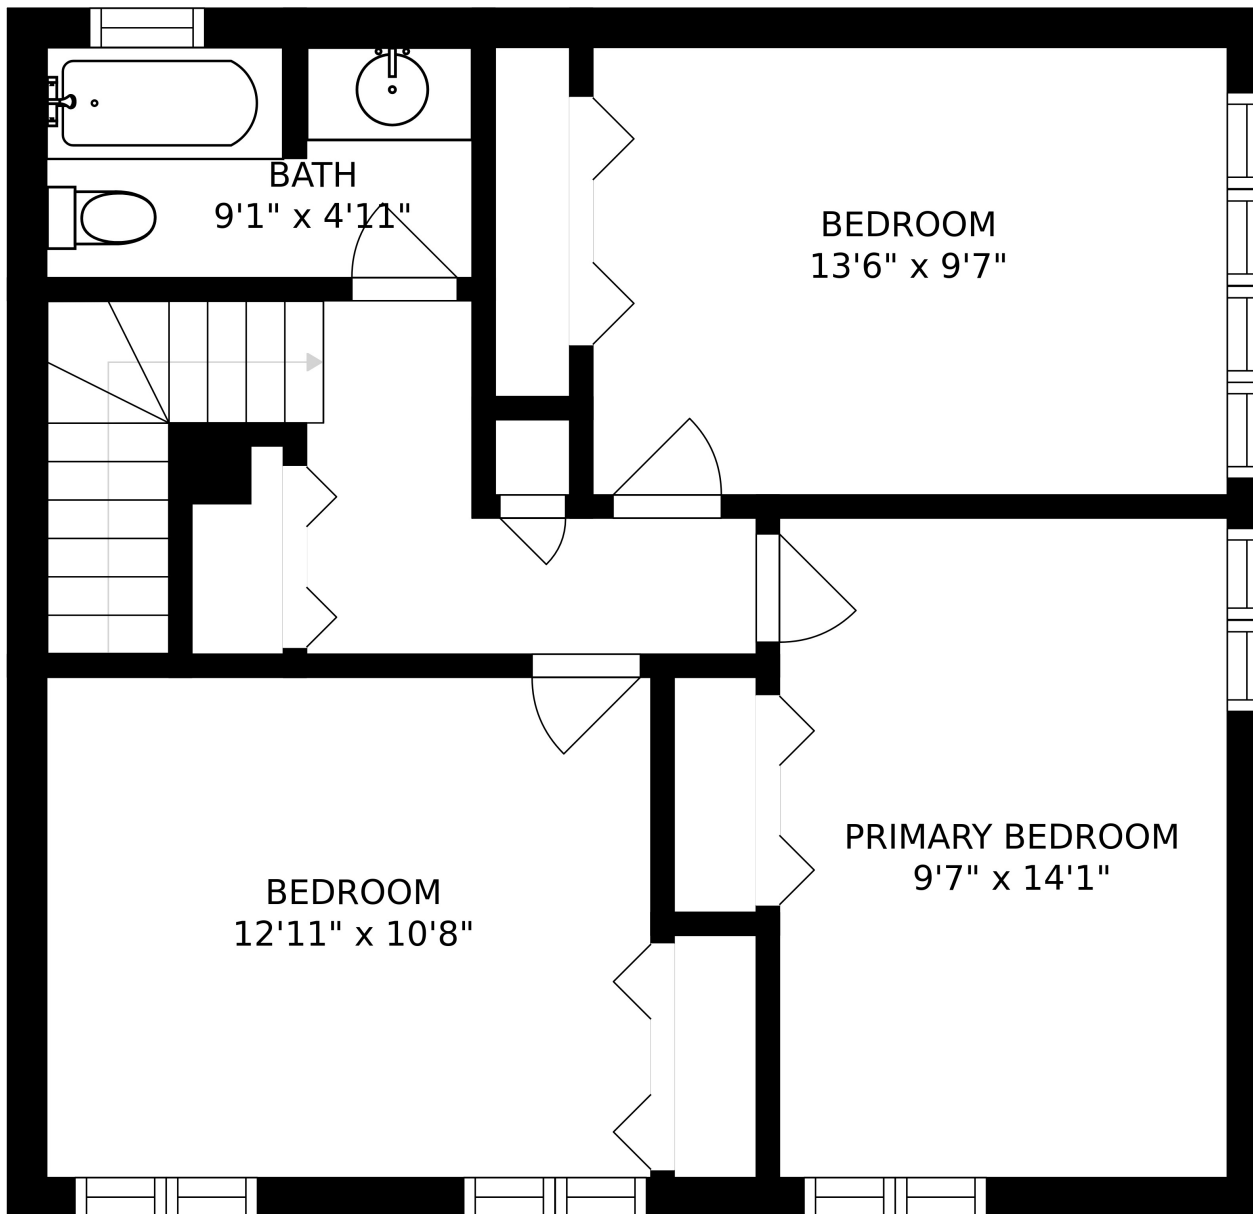 BATH
9'1" x 4'11"
BEDROOM
13'6" x 9'7"
PRIMARY BEDROOM
9'7" x 14'1"
BEDROOM
12'11" x 10'8"